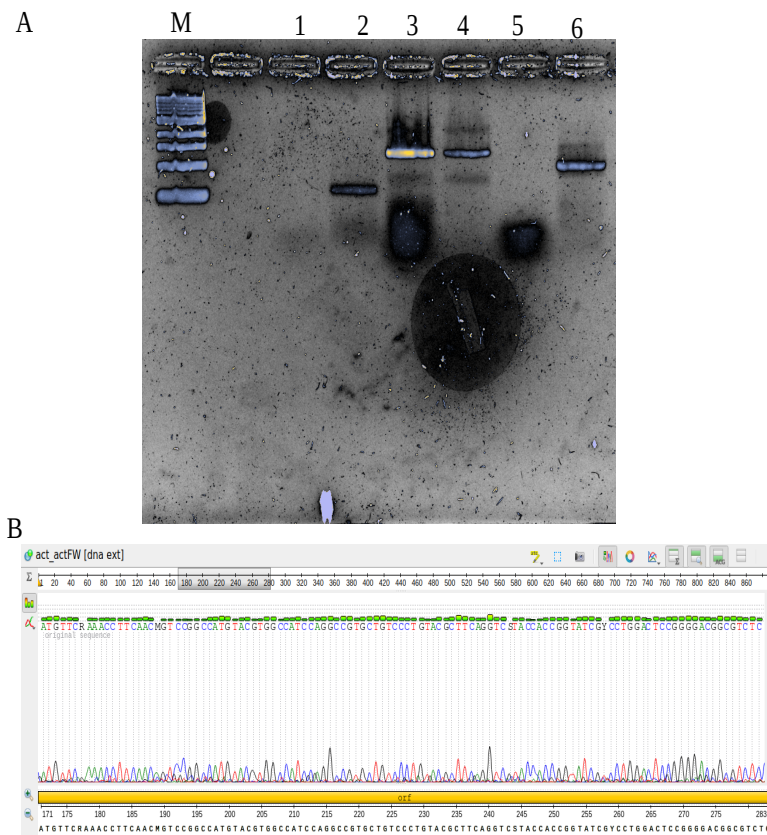 A
M 1 2 3 4 5 6
B
act_actFW [dna ext]
Σ
1 20 40 60 80 100 120 140 160 180 200 220 240 260 280 300 320 340 360 380 400 420 440 460 480 500 520 540 560 580 600 620 640 660 680 700 720 740 760 780 800 820 840 860
ATGTTCRAAACCTTCAACMGTCCGGCCATGTACGTGGCCATCCAGGCCGTGCTGTCCCTGTACGCTTCAGGTCSTACCACCGGTATCGYCCTGGACTCCGGGGACGGCGTCTC
original sequence
orf
171 175 180 185 190 195 200 205 210 215 220 225 230 235 240 245 250 255 260 265 270 275 283
ATGTTCRAAACCTTCAACMGTCCGGCCATGTACGTGGCCATCCAGGCCGTGCTGTCCCTGTACGCTTCAGGTCSTACCACCGGTATCGYCCTGGACTCCGGGGACGGCGTCT